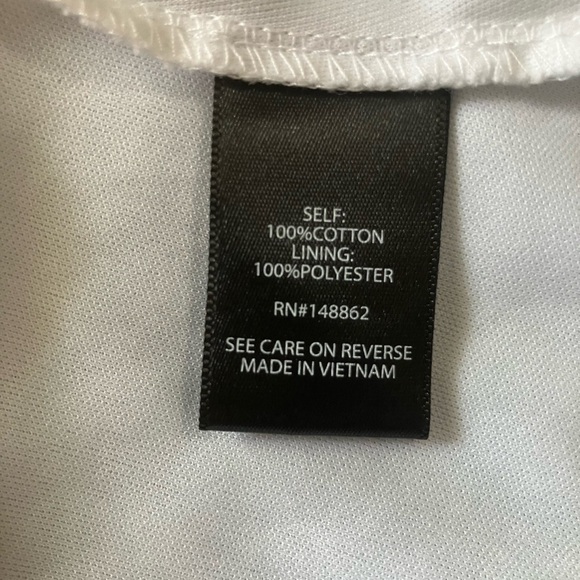 SELF:
100%COTTON
LINING:
100%POLYESTER
RN#148862
SEE CARE ON REVERSE
MADE IN VIETNAM